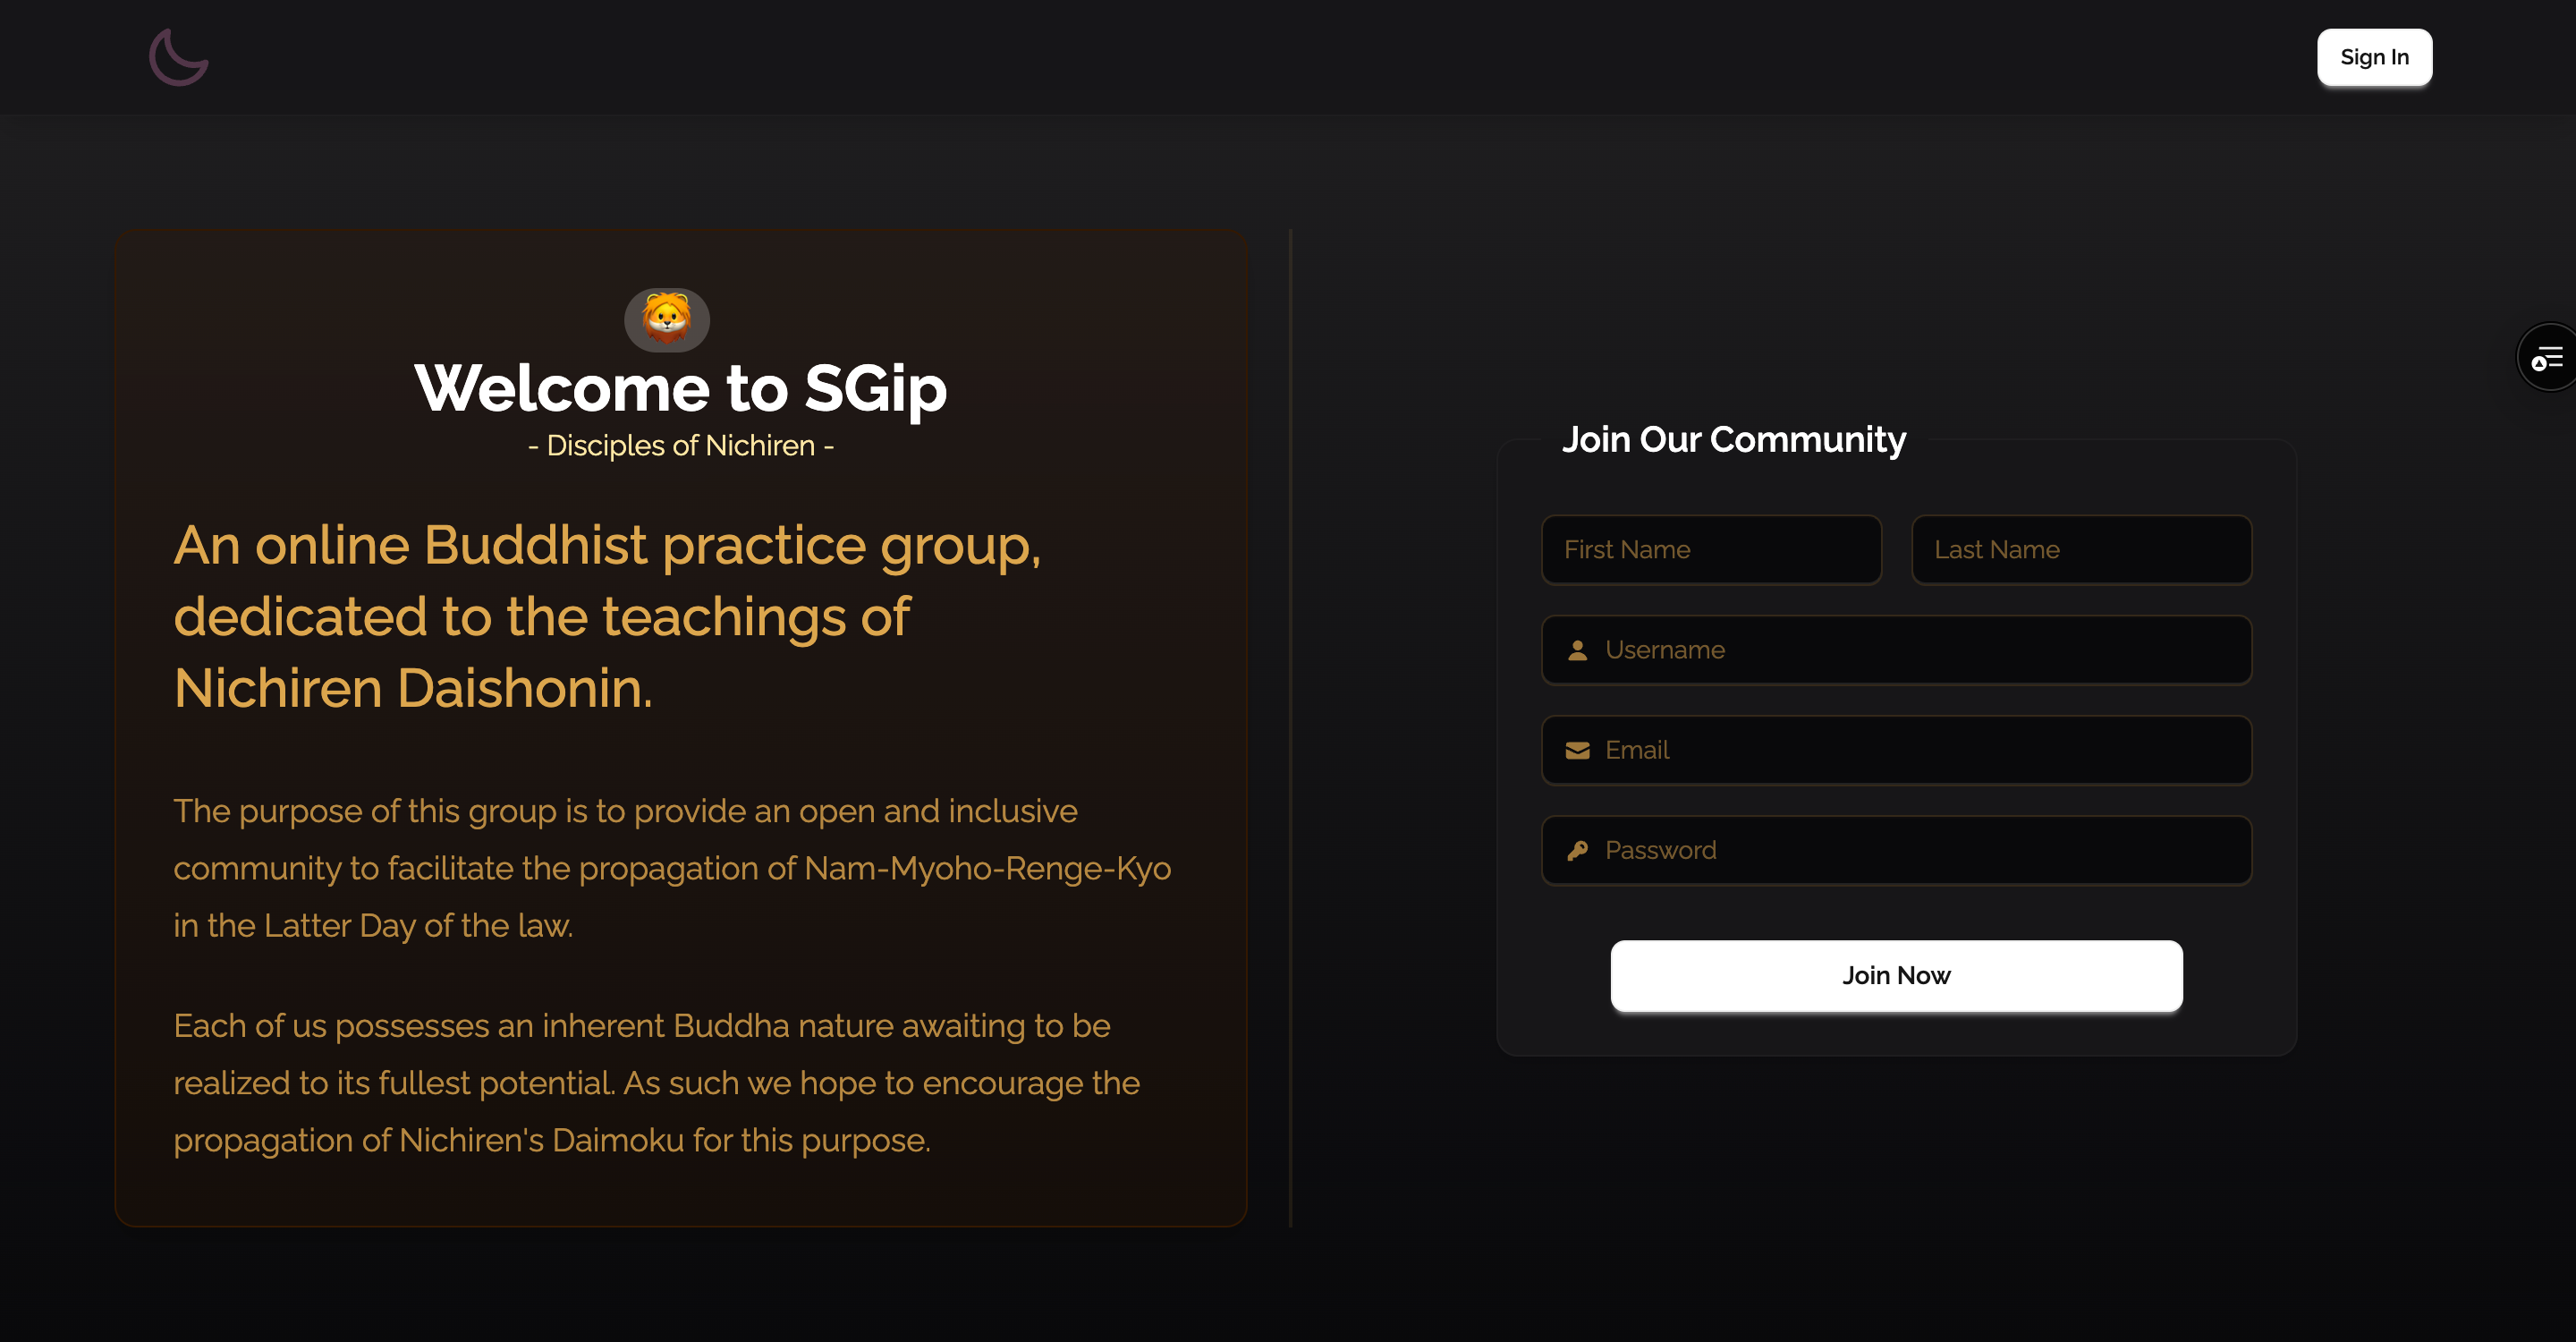 Sign In
Welcome to SGip
- Disciples of Nichiren -
An online Buddhist practice group,
dedicated to the teachings of
Nichiren Daishonin.
The purpose of this group is to provide an open and inclusive
community to facilitate the propagation of Nam-Myoho-Renge-Kyo
in the Latter Day of the law.
Each of us possesses an inherent Buddha nature awaiting to be
realized to its fullest potential. As such we hope to encourage the
propagation of Nichiren's Daimoku for this purpose.
Join Our Community
First Name
Last Name
Username
Email
Password
Join Now